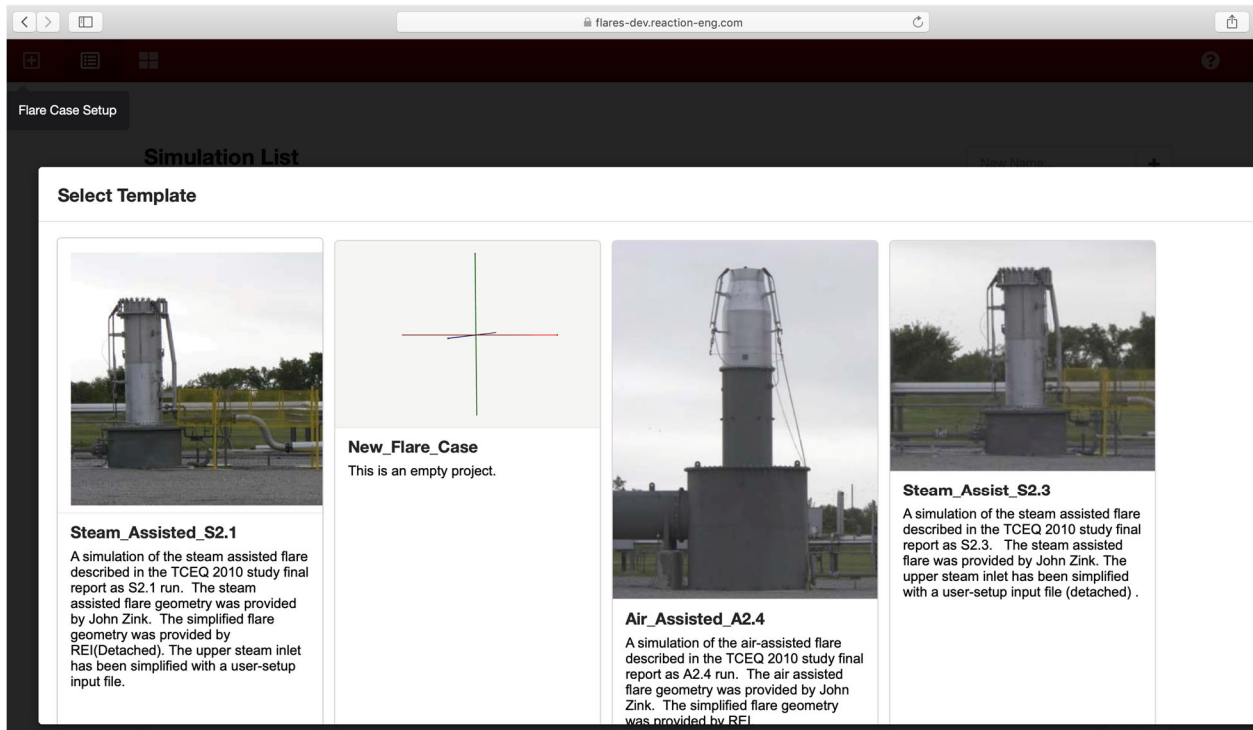 flares-dev.reaction-eng.com
Flare Case Setup
Simulation List
New Name...
Select Template
Steam_Assisted_S2.1
A simulation of the steam assisted flare
described in the TCEQ 2010 study final
report as S2.1 run. The steam
assisted flare geometry was provided
by John Zink. The simplified flare
geometry was provided by
REI(Detached). The upper steam inlet
has been simplified with a user-setup
input file.
New_Flare_Case
This is an empty project.
Air_Assisted_A2.4
A simulation of the air-assisted flare
described in the TCEQ 2010 study final
report as A2.4 run. The air assisted
flare geometry was provided by John
Zink. The simplified flare geometry
was provided by REI
Steam_Assist_S2.3
A simulation of the steam assisted flare
described in the TCEQ 2010 study final
report as S2.3. The steam assisted
flare was provided by John Zink. The
upper steam inlet has been simplified
with a user-setup input file (detached) .